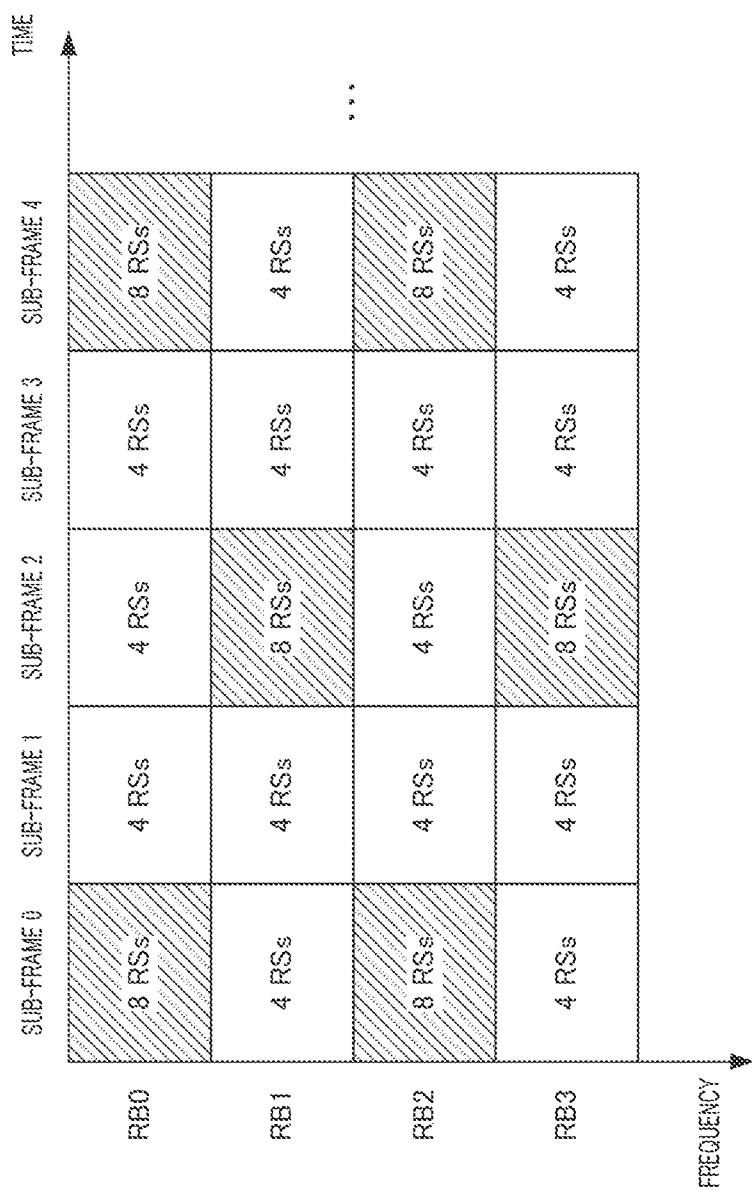 TIME
SUB-FRAME 0 SUB-FRAME 1 SUB-FRAME 2 SUB-FRAME 3 SUB-FRAME 4
RB0 8 RSs 4 RSs 4 RSs 4 RSs 8 RSs
RB1 4 RSs 4 RSs 8 RSs 4 RSs 4 RSs
...
RB2 8 RSs 4 RSs 4 RSs 4 RSs 8 RSs
RB3 4 RSs 4 RSs 8 RSs 4 RSs 4 RSs
FREQUENCY